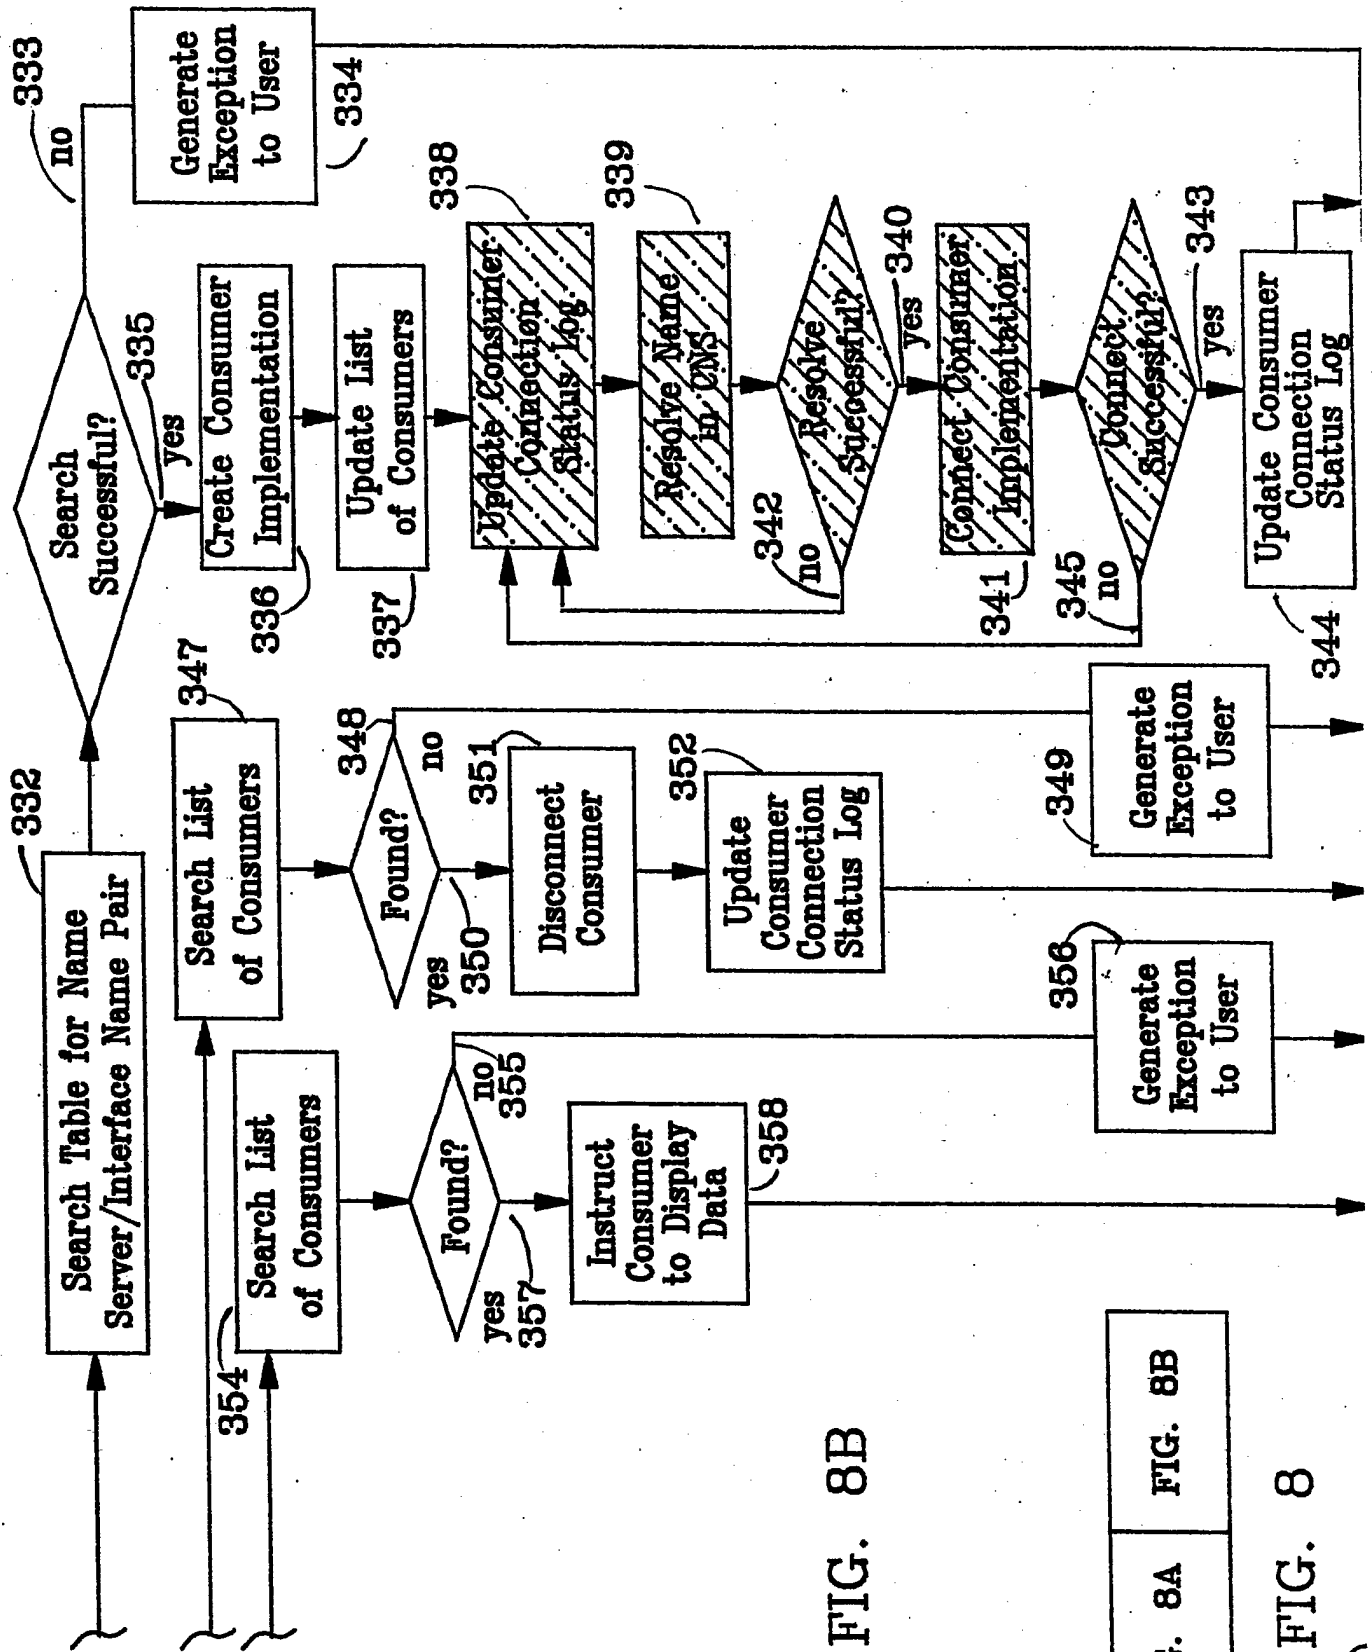 332
Search Table for Name
Server/Interface Name Pair
Search
Successful?
333
no
Generate
Exception
to User
334
335
yes
Create Consumer
Implementation
336
Update List
of Consumers
337
Update Consumer
Connection
Status Log
338
Resolve Name
in CNS
339
Resolve
Successful?
340
yes
342
no
Connect Consumer
Implementation
341
Connect
Successful?
343
yes
345
no
Update Consumer
Connection
Status Log
344
347
Search List
of Consumers
Found?
348
no
yes
350
351
Disconnect
Consumer
352
Update
Consumer
Connection
Status Log
349
Generate
Exception
to User
354
Search List
of Consumers
Found?
no
355
yes
357
Instruct
Consumer
to Display
Data
358
356
Generate
Exception
to User
FIG. 8B
8A
FIG. 8B
FIG. 8